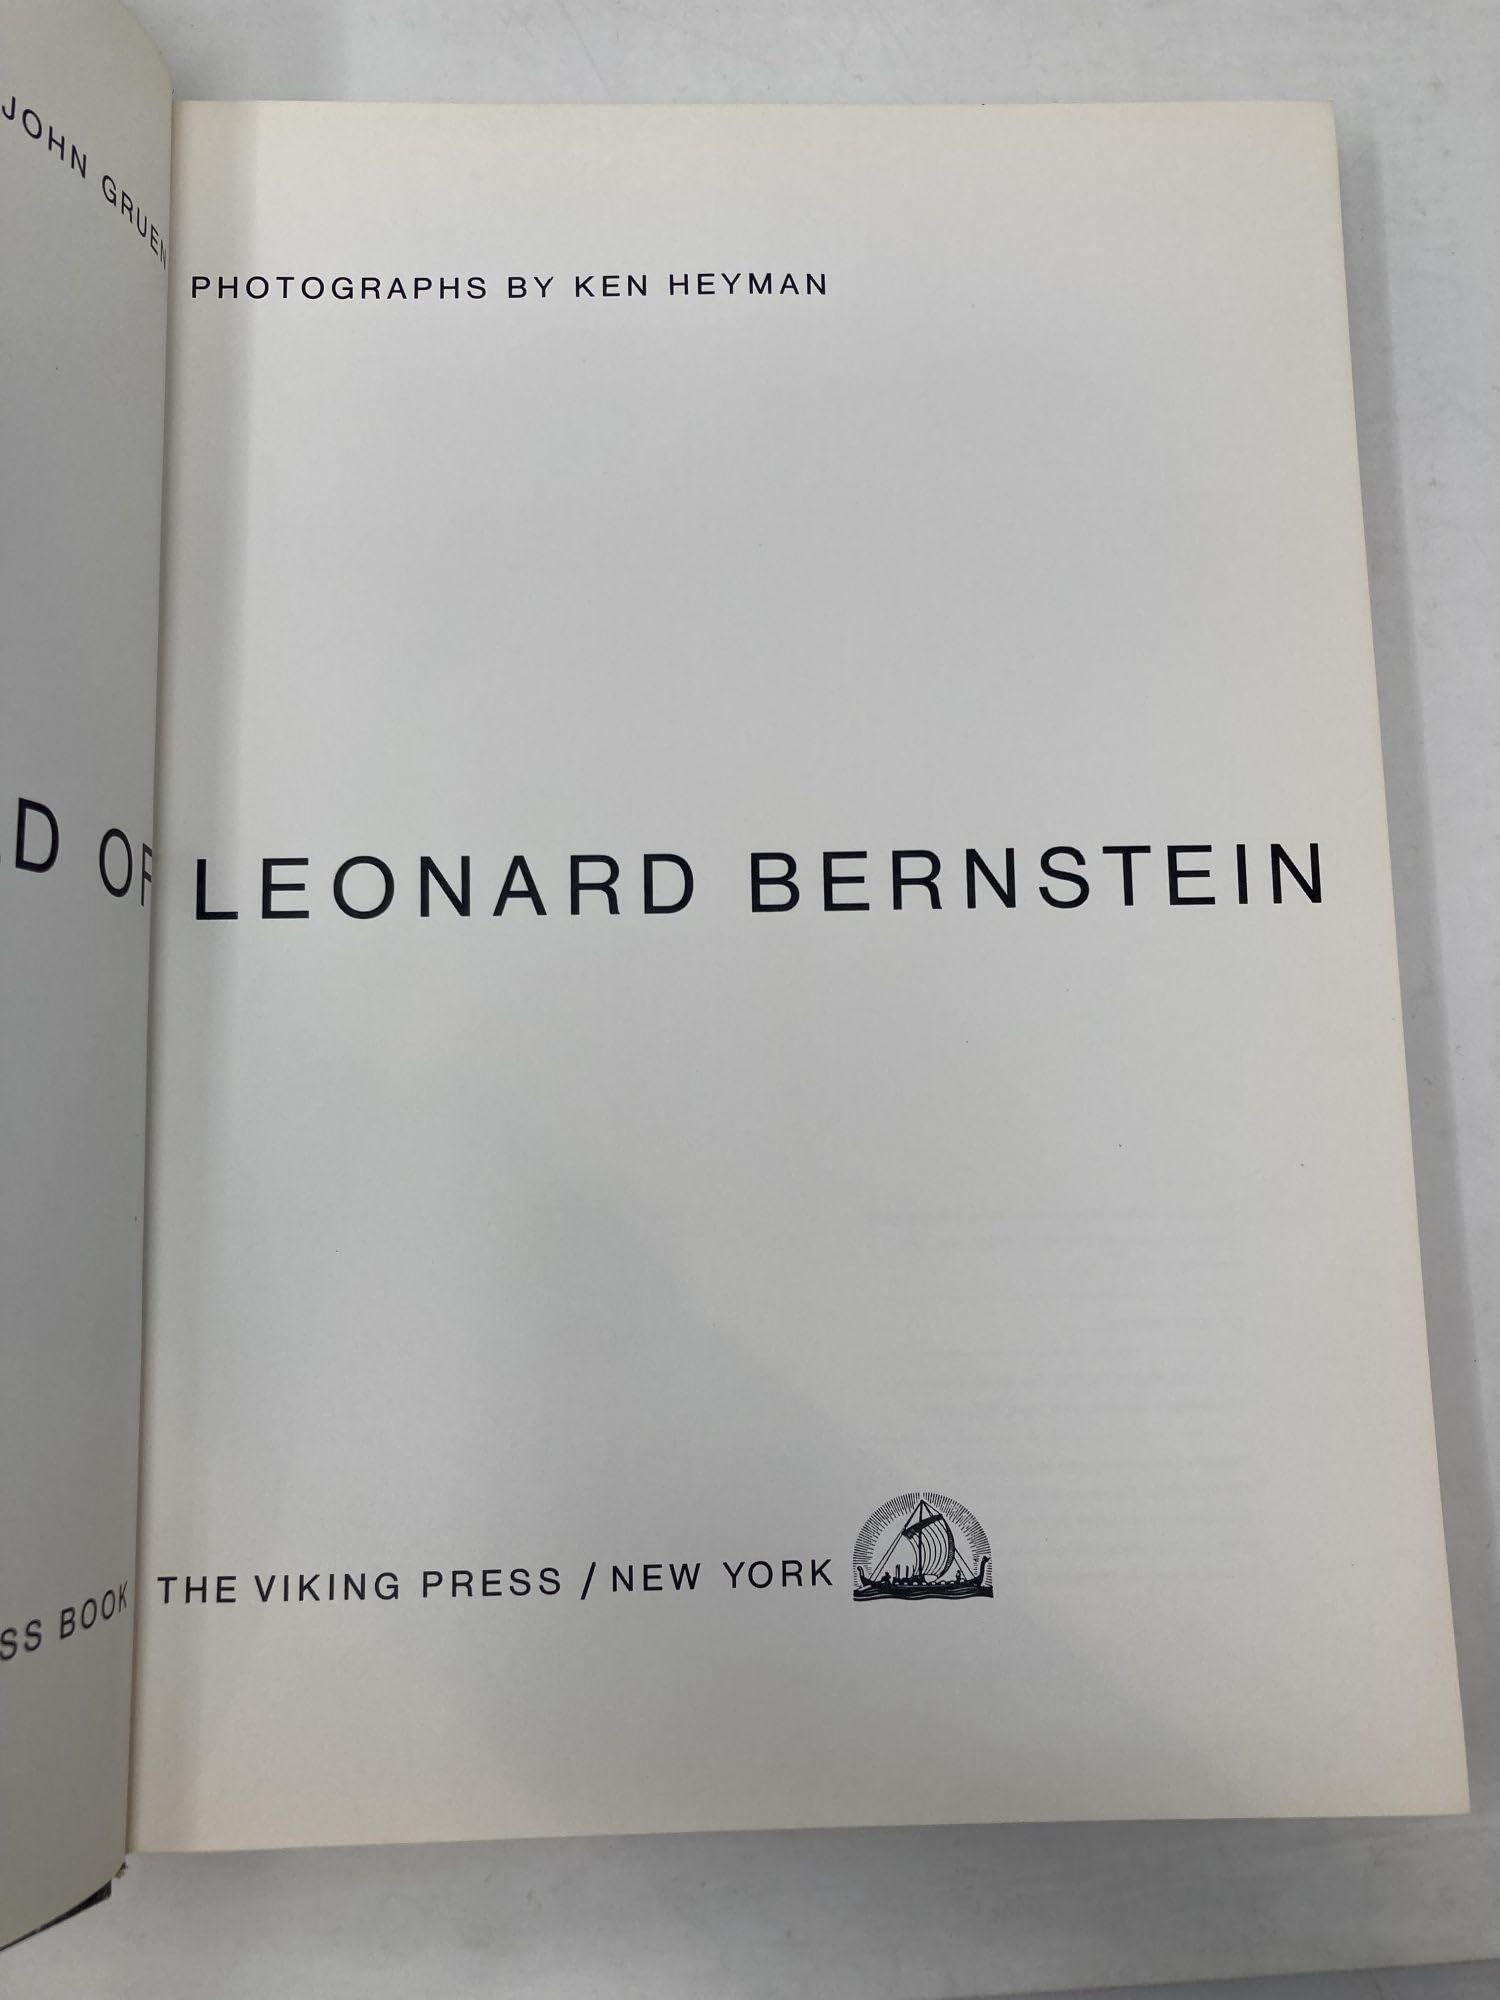 JOHN GRUEN
PHOTOGRAPHS BY KEN HEYMAN
D OF LEONARD BERNSTEIN
SS BOOK
THE VIKING PRESS / NEW YORK